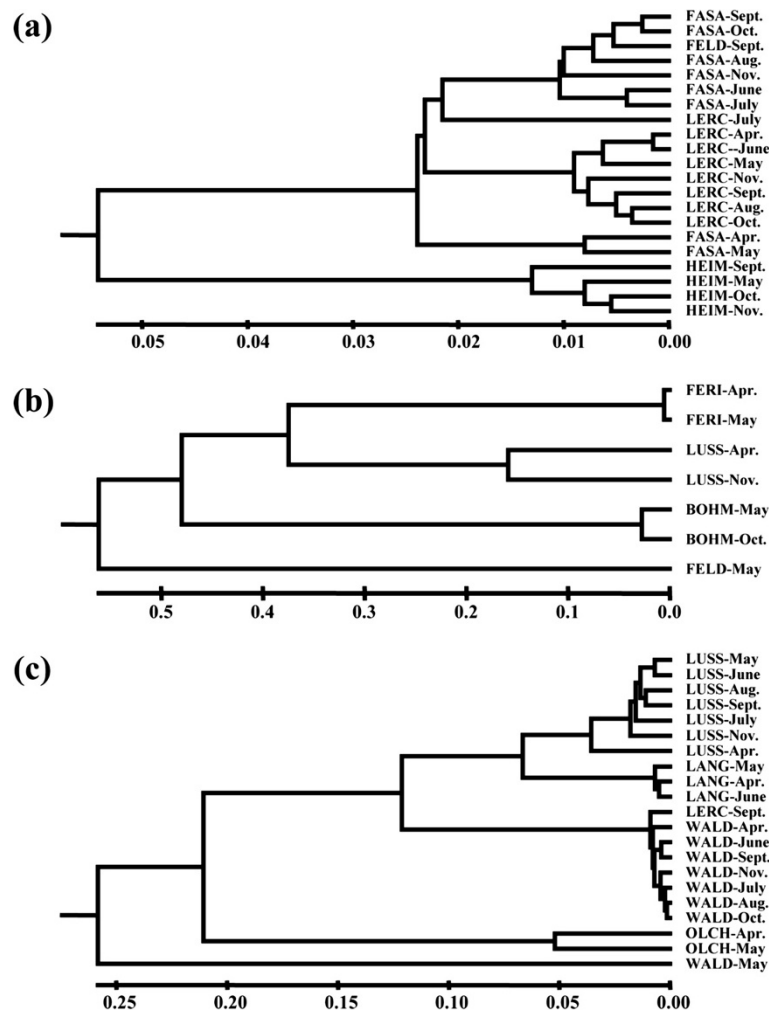 (a)
FASA-Sept.
FASA-Oct.
FELD-Sept.
FASA-Aug.
FASA-Nov.
FASA-June
FASA-July
LERC-July
LERC-Apr.
LERC--June
LERC-May
LERC-Nov.
LERC-Sept.
LERC-Aug.
LERC-Oct.
FASA-Apr.
FASA-May
HEIM-Sept.
HEIM-May
HEIM-Oct.
HEIM-Nov.
0.05 0.04 0.03 0.02 0.01 0.00
(b)
FERI-Apr.
FERI-May
LUSS-Apr.
LUSS-Nov.
BOHM-May
BOHM-Oct.
FELD-May
0.5 0.4 0.3 0.2 0.1 0.0
(c)
LUSS-May
LUSS-June
LUSS-Aug.
LUSS-Sept.
LUSS-July
LUSS-Nov.
LUSS-Apr.
LANG-May
LANG-Apr.
LANG-June
LERC-Sept.
WALD-Apr.
WALD-June
WALD-Sept.
WALD-Nov.
WALD-July
WALD-Aug.
WALD-Oct.
OLCH-Apr.
OLCH-May
WALD-May
0.25 0.20 0.15 0.10 0.05 0.00